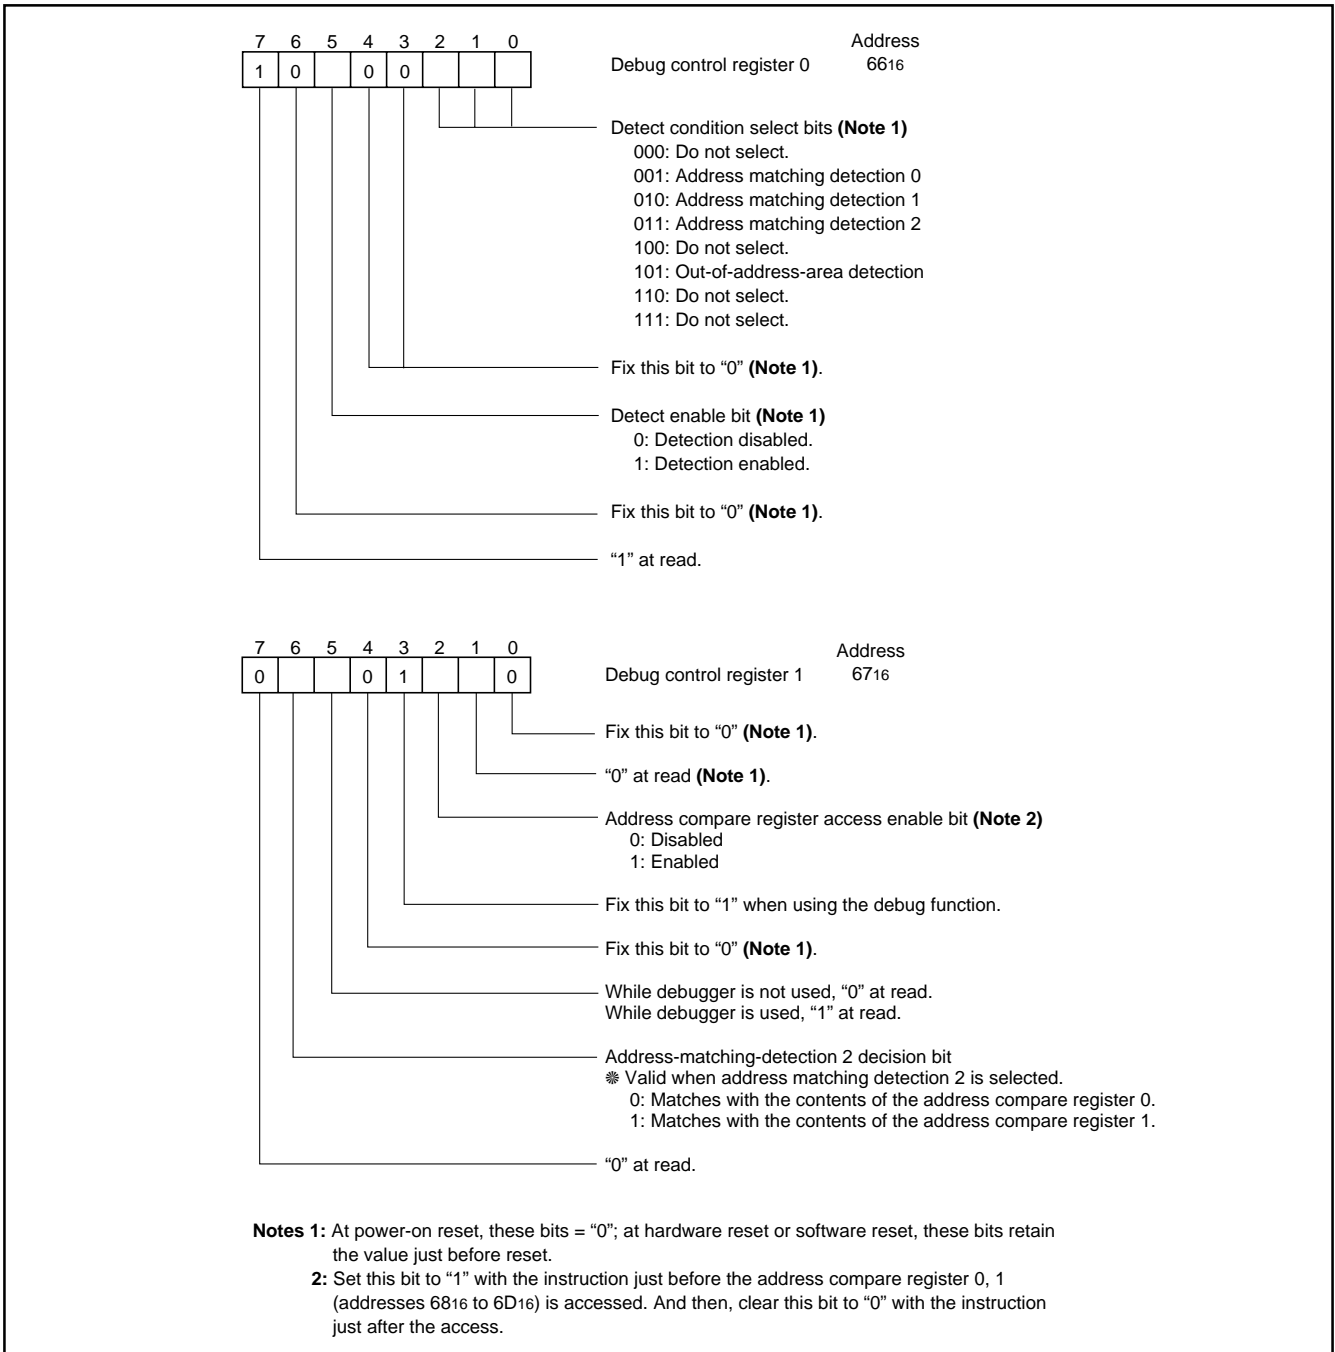 7 6 5 4 3 2 1 0
Address
1 0 0 0
Debug control register 0 6616
Detect condition select bits (Note 1)
000: Do not select.
001: Address matching detection 0
010: Address matching detection 1
011: Address matching detection 2
100: Do not select.
101: Out-of-address-area detection
110: Do not select.
111: Do not select.
Fix this bit to “0” (Note 1).
Detect enable bit (Note 1)
0: Detection disabled.
1: Detection enabled.
Fix this bit to “0” (Note 1).
“1” at read.
7 6 5 4 3 2 1 0
Address
0 0 1 0
Debug control register 1 6716
Fix this bit to “0” (Note 1).
“0” at read (Note 1).
Address compare register access enable bit (Note 2)
0: Disabled
1: Enabled
Fix this bit to “1” when using the debug function.
Fix this bit to “0” (Note 1).
While debugger is not used, “0” at read.
While debugger is used, “1” at read.
Address-matching-detection 2 decision bit
❊ Valid when address matching detection 2 is selected.
0: Matches with the contents of the address compare register 0.
1: Matches with the contents of the address compare register 1.
“0” at read.
Notes 1: At power-on reset, these bits = “0”; at hardware reset or software reset, these bits retain
the value just before reset.
2: Set this bit to “1” with the instruction just before the address compare register 0, 1
(addresses 6816 to 6D16) is accessed. And then, clear this bit to “0” with the instruction
just after the access.